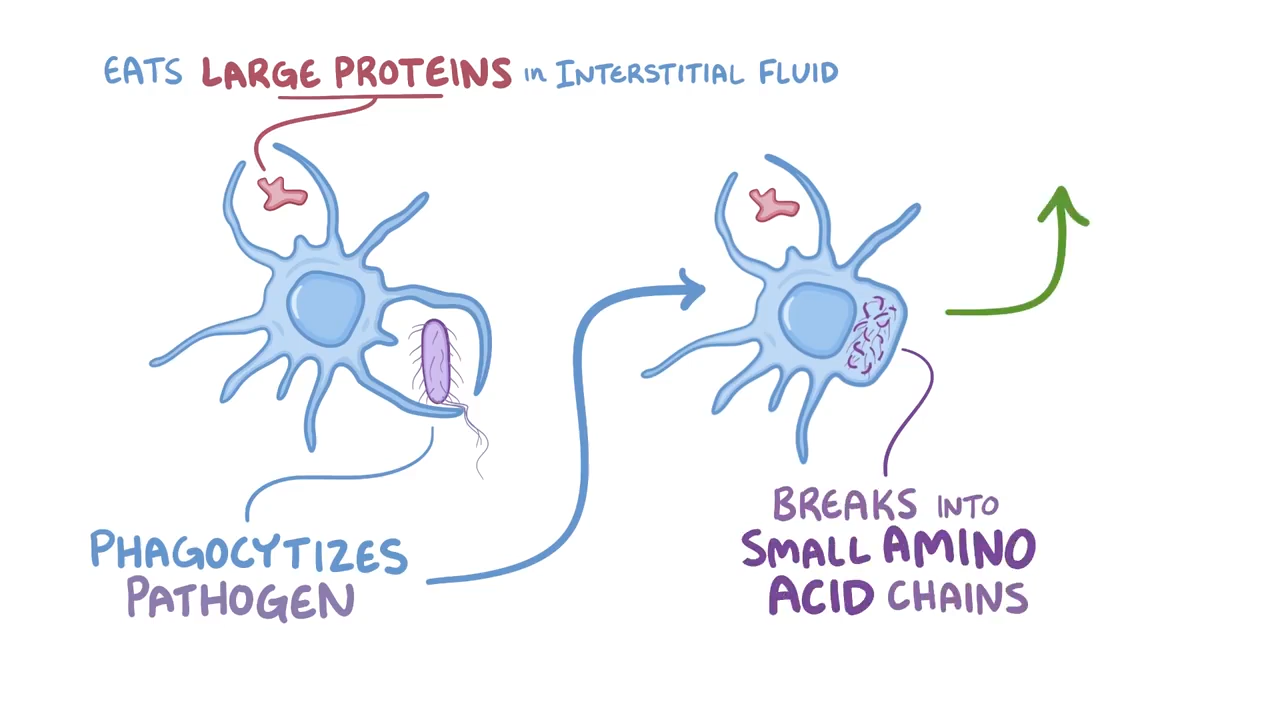 EATS LARGE PROTEINS in INTERSTITIAL FLUID
PHAGOCYTIZES
PATHOGEN
BREAKS INTO
SMALL AMINO
ACID CHAINS